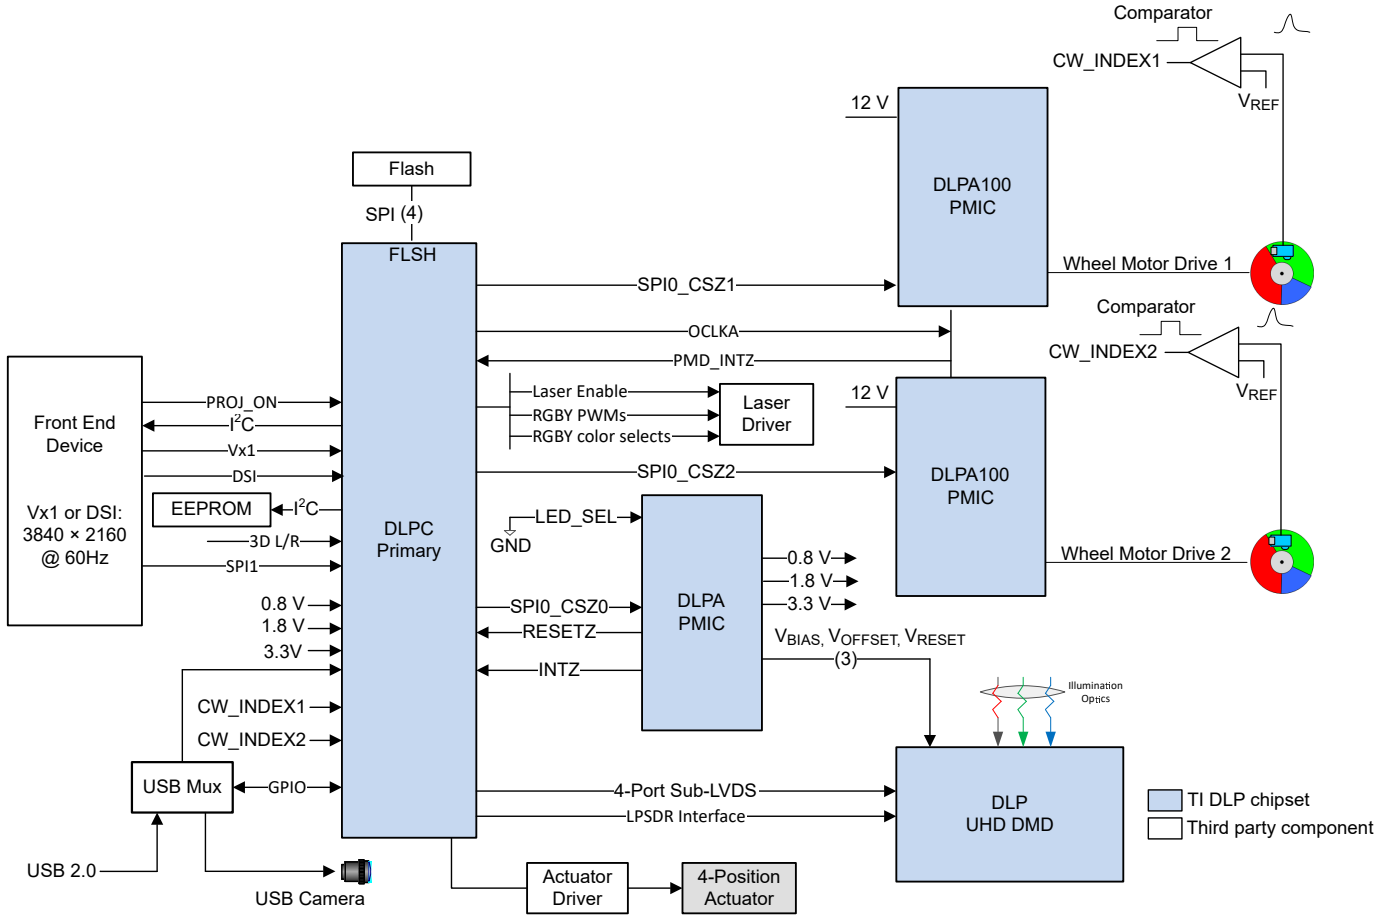 Comparator
CW_INDEX1
VREF
12 V
DLPA100
PMIC
Flash
SPI (4)
FLSH
Wheel Motor Drive 1
SPI0_CSZ1
Comparator
OCLKA
CW_INDEX2
PMD_INTZ
VREF
12 V
Laser Enable
RGBY PWMs
RGBY color selects
Laser
Driver
PROJ_ON
I2C
Vx1
DSI
Front End
Device
Vx1 or DSI:
3840 × 2160
@ 60Hz
SPI0_CSZ2
DLPA100
PMIC
EEPROM
I2C
DLPC
Primary
LED_SEL
GND
3D L/R
SPI1
Wheel Motor Drive 2
0.8 V
1.8 V
3.3 V
0.8 V
1.8 V
3.3V
SPI0_CSZ0
RESETZ
INTZ
DLPA
PMIC
VBIAS, VOFFSET, VRESET
(3)
Illumination
Optics
CW_INDEX1
CW_INDEX2
USB Mux
GPIO
4-Port Sub-LVDS
LPSDR Interface
DLP
UHD DMD
TI DLP chipset
Third party component
USB 2.0
USB Camera
Actuator
Driver
4-Position
Actuator